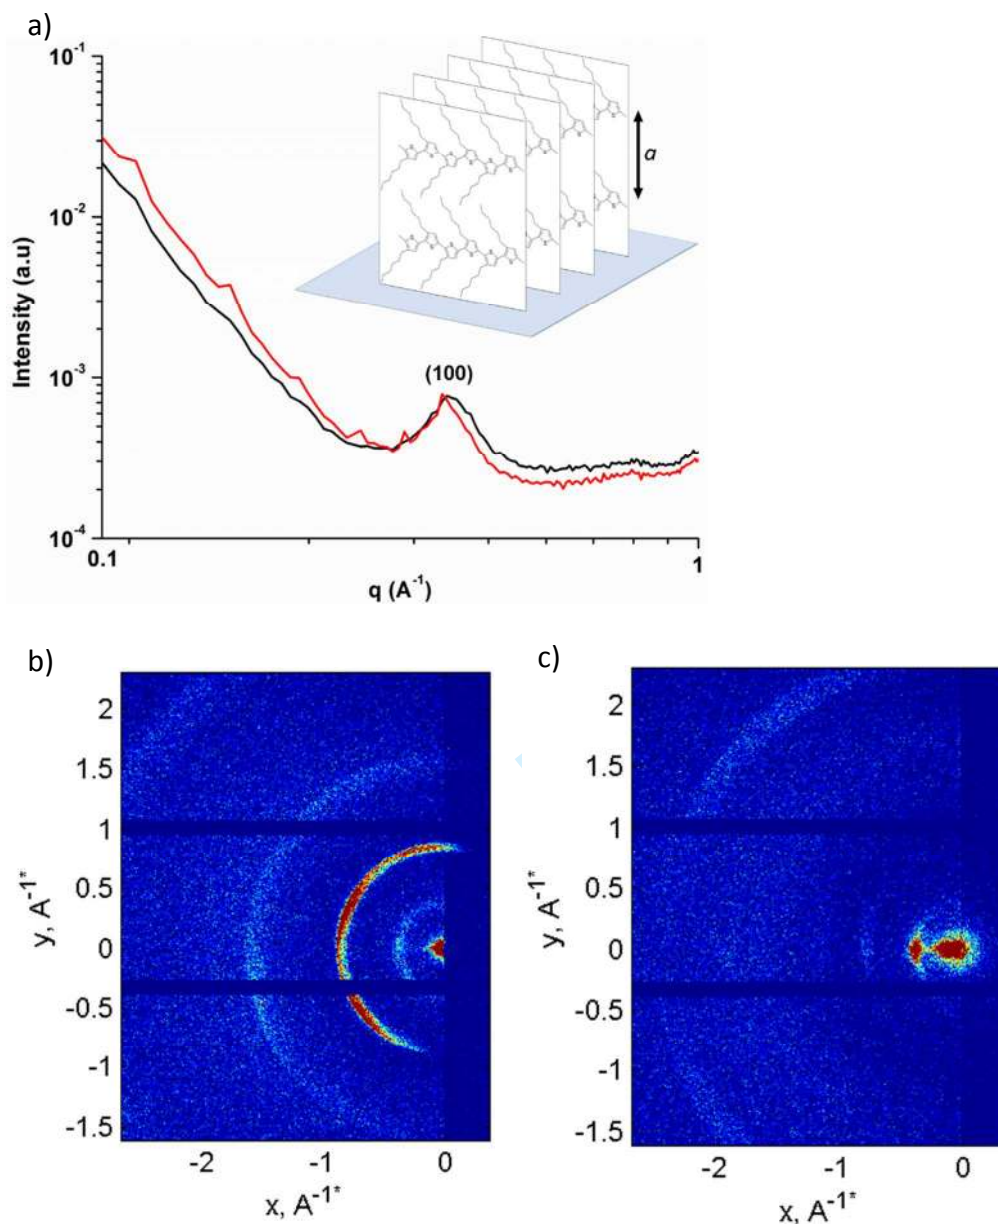 a)
10⁻¹
10⁻²
10⁻³
10⁻⁴
Intensity (a.u)
a
(100)
0.1
1
q (A⁻¹)
b)
2
1.5
1
0.5
0
-0.5
-1
-1.5
y, A⁻¹*
-2
-1
0
x, A⁻¹*
c)
2
1.5
1
0.5
0
-0.5
-1
-1.5
y, A⁻¹*
-2
-1
0
x, A⁻¹*